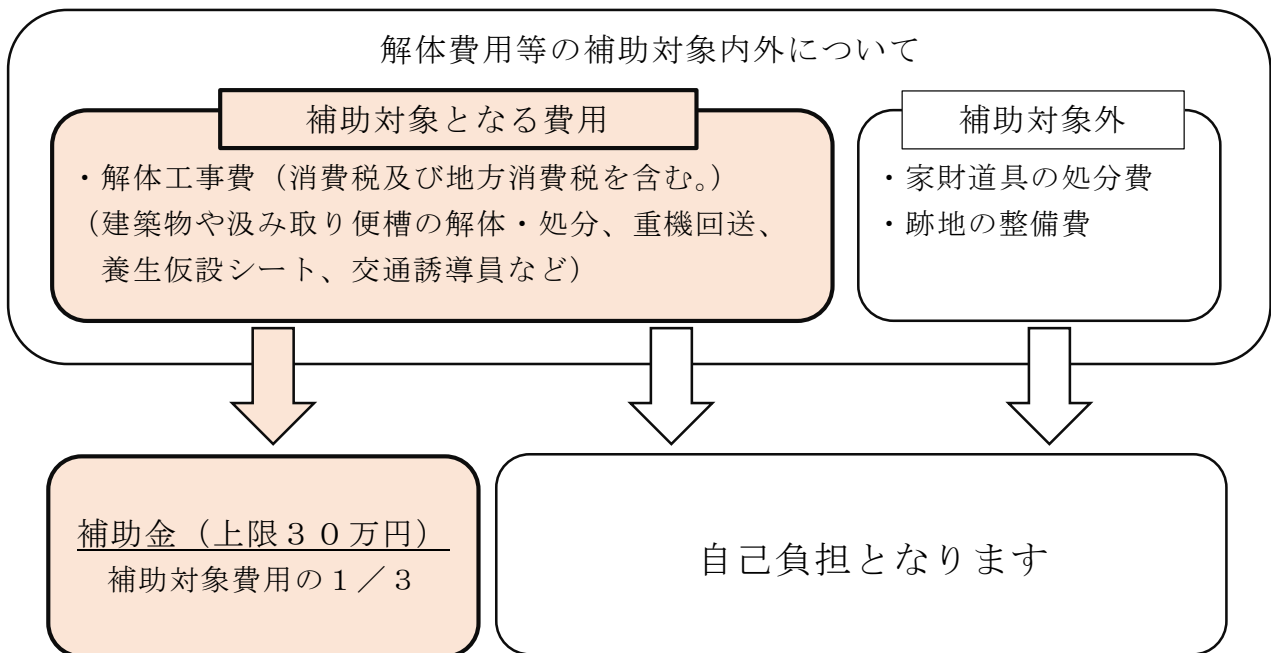 解体費用等の補助対象内外について
補助対象となる費用
・解体工事費（消費税及び地方消費税を含む。）
（建築物や汲み取り便槽の解体・処分、重機回送、
養生仮設シート、交通誘導員など）
補助対象外
・家財道具の処分費
・跡地の整備費
補助金（上限３０万円）
補助対象費用の１／３
自己負担となります